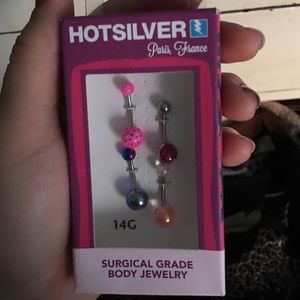 HOTSILVER
Paris, France
14G
SURGICAL GRADE
BODY JEWELRY